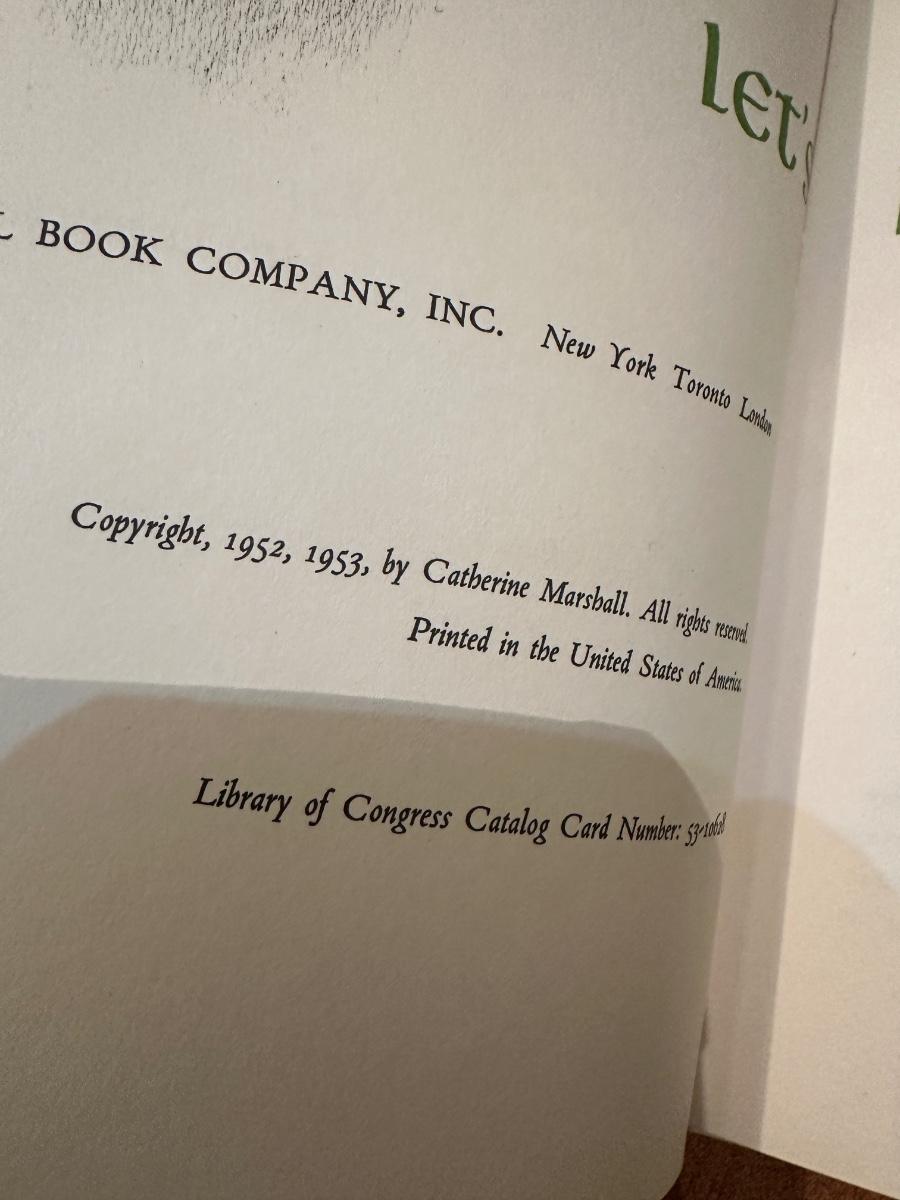 LET'S
L BOOK COMPANY, INC. New York Toronto London
Copyright, 1952, 1953, by Catherine Marshall. All rights reserved.
Printed in the United States of America.
Library of Congress Catalog Card Number: